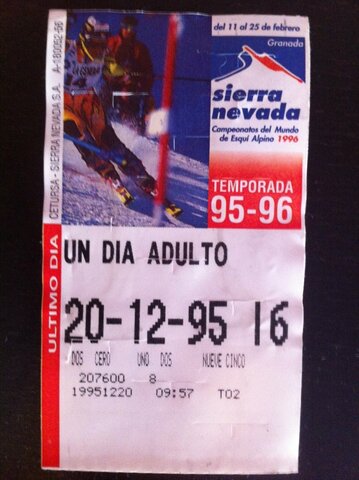 del 11 al 25 de febrero
Granada
sierra
nevada
Campeonatos del Mundo
de Esquí Alpino 1996
TEMPORADA
95-96
CETURSA - SIERRA NEVADA S.A. A-18005256
ULTIMO DIA
UN DIA ADULTO
20-12-95 16
DOS CERO UNO DOS NUEVE CINCO
207600 8
19951220 09:57 T02